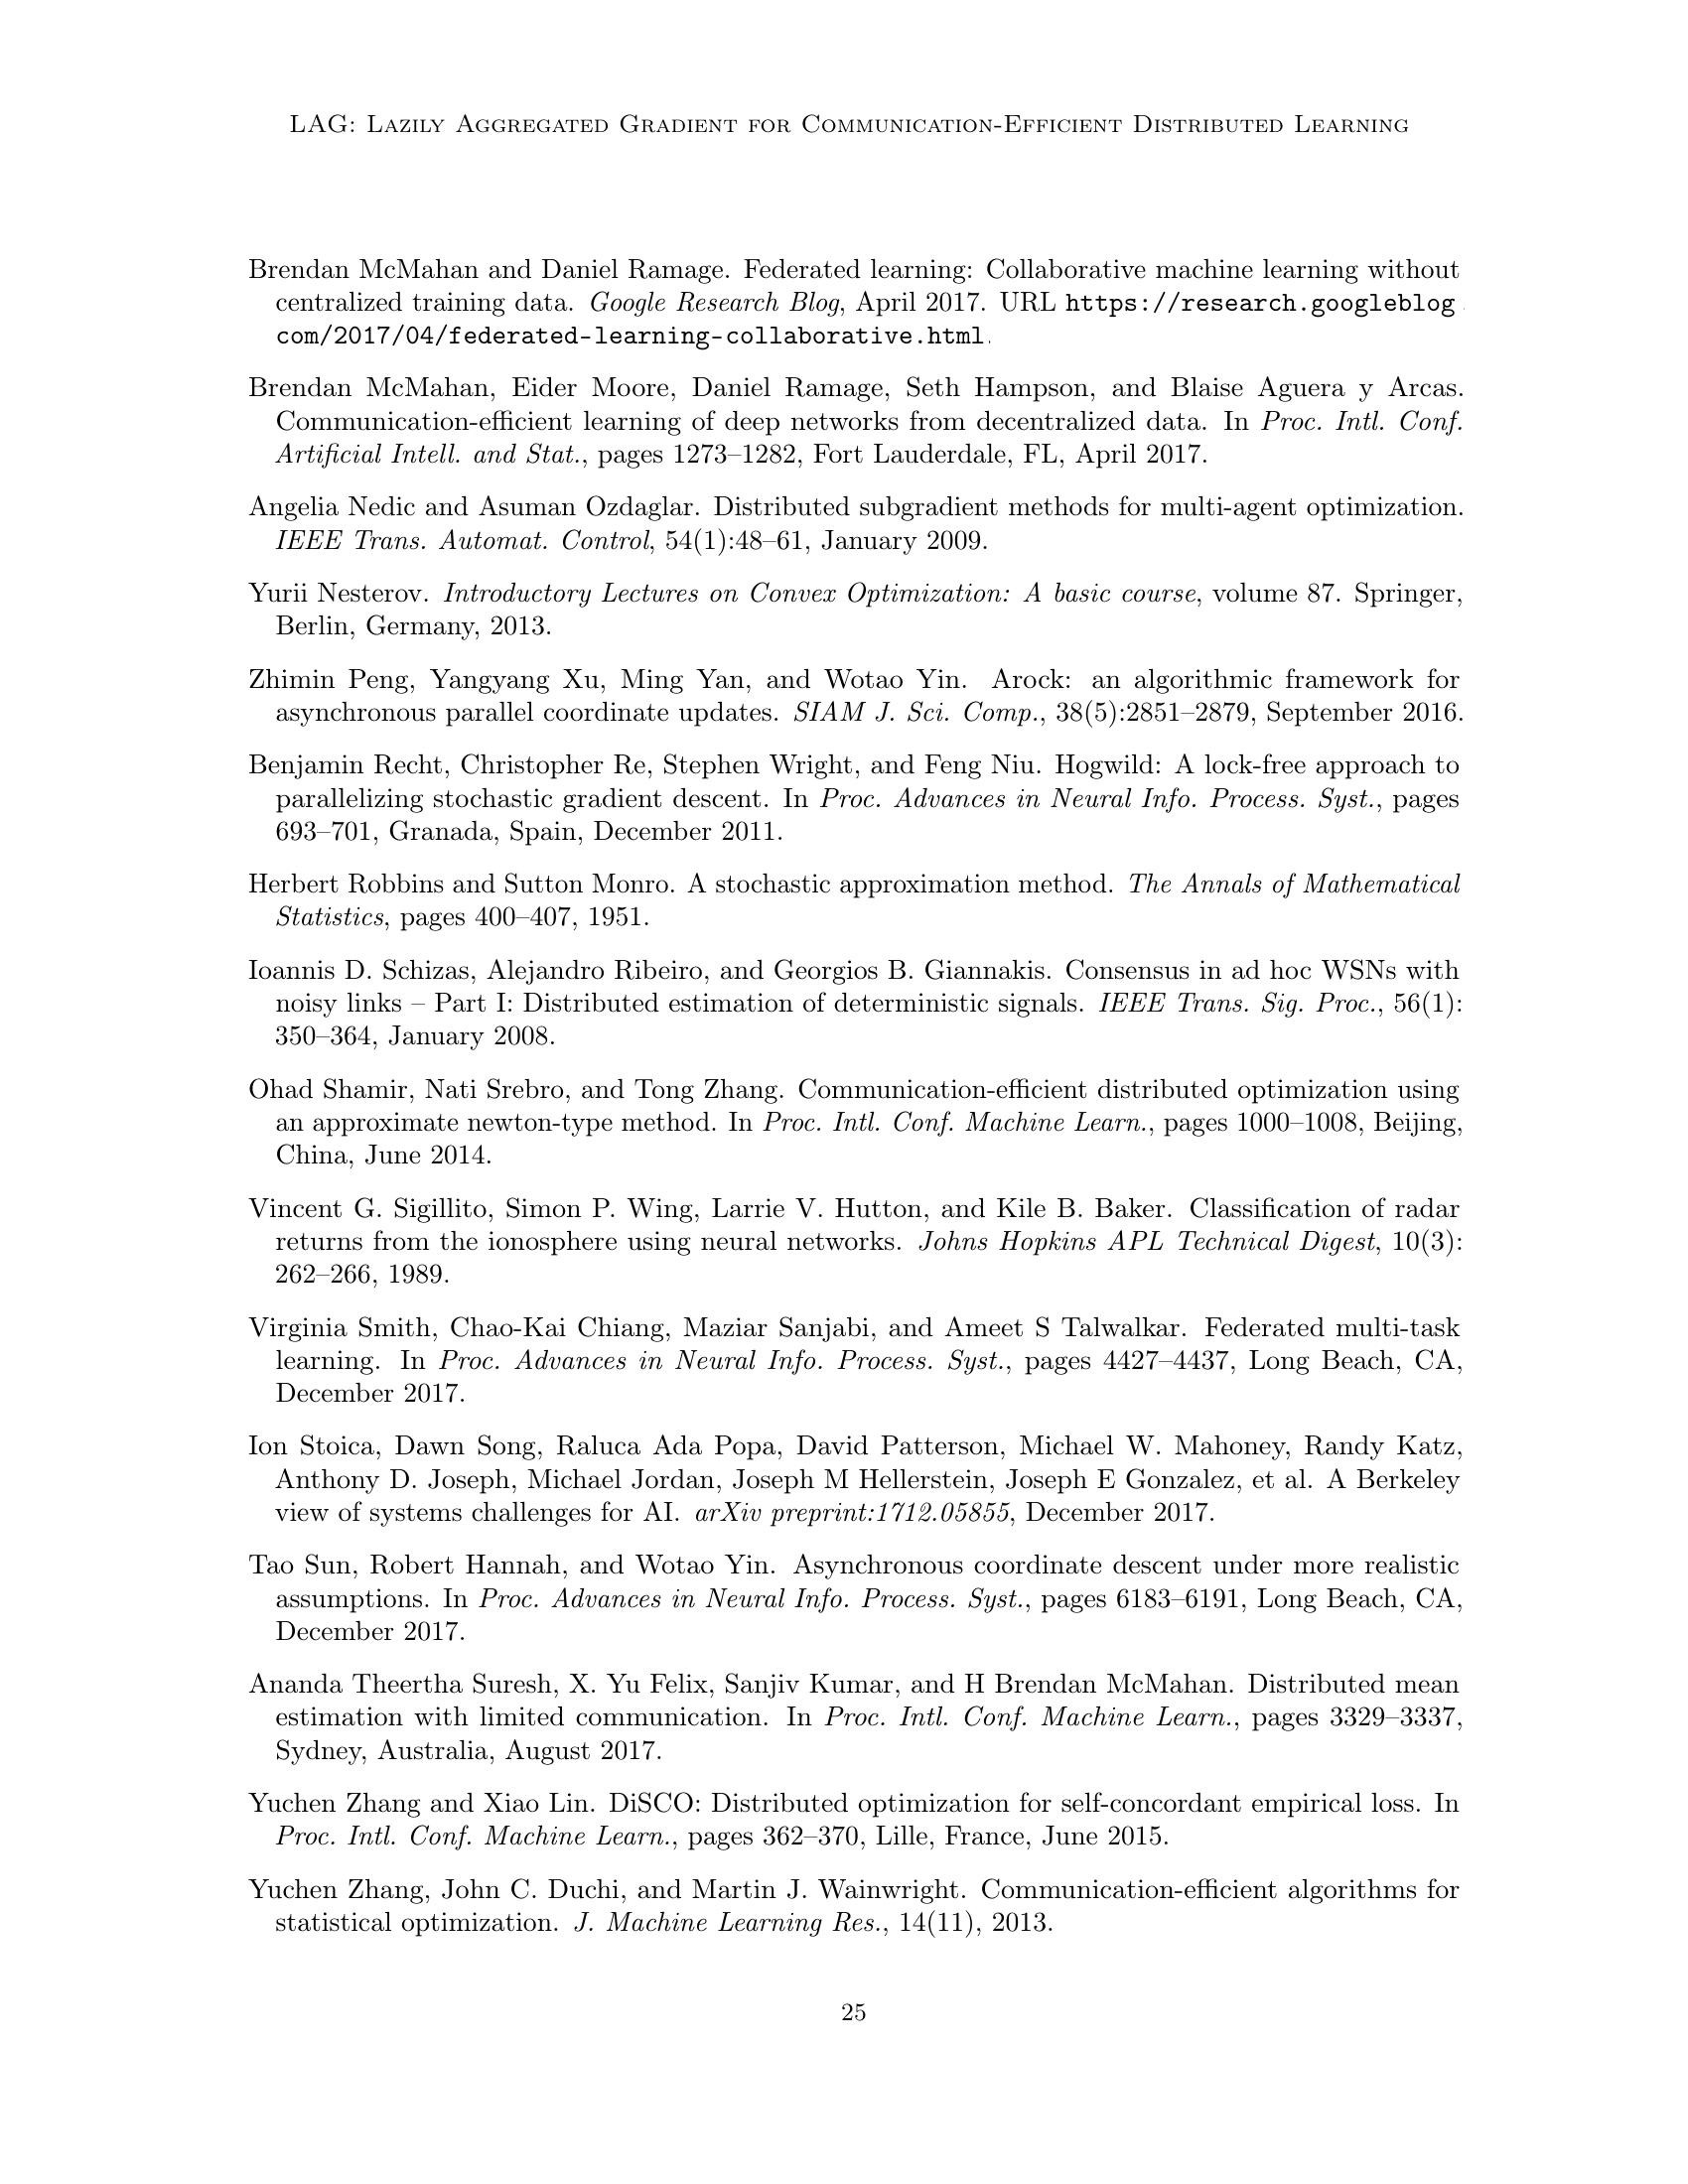 LAG: Lazily Aggregated Gradient for Communication-Efficient Distributed Learning
Brendan McMahan and Daniel Ramage. Federated learning: Collaborative machine learning without
centralized training data. Google Research Blog, April 2017. URL https://research.googleblog.
com/2017/04/federated-learning-collaborative.html.
Brendan McMahan, Eider Moore, Daniel Ramage, Seth Hampson, and Blaise Aguera y Arcas.
Communication-efficient learning of deep networks from decentralized data. In Proc. Intl. Conf.
Artificial Intell. and Stat., pages 1273–1282, Fort Lauderdale, FL, April 2017.
Angelia Nedic and Asuman Ozdaglar. Distributed subgradient methods for multi-agent optimization.
IEEE Trans. Automat. Control, 54(1):48–61, January 2009.
Yurii Nesterov. Introductory Lectures on Convex Optimization: A basic course, volume 87. Springer,
Berlin, Germany, 2013.
Zhimin Peng, Yangyang Xu, Ming Yan, and Wotao Yin. Arock: an algorithmic framework for
asynchronous parallel coordinate updates. SIAM J. Sci. Comp., 38(5):2851–2879, September 2016.
Benjamin Recht, Christopher Re, Stephen Wright, and Feng Niu. Hogwild: A lock-free approach to
parallelizing stochastic gradient descent. In Proc. Advances in Neural Info. Process. Syst., pages
693–701, Granada, Spain, December 2011.
Herbert Robbins and Sutton Monro. A stochastic approximation method. The Annals of Mathematical
Statistics, pages 400–407, 1951.
Ioannis D. Schizas, Alejandro Ribeiro, and Georgios B. Giannakis. Consensus in ad hoc WSNs with
noisy links – Part I: Distributed estimation of deterministic signals. IEEE Trans. Sig. Proc., 56(1):
350–364, January 2008.
Ohad Shamir, Nati Srebro, and Tong Zhang. Communication-efficient distributed optimization using
an approximate newton-type method. In Proc. Intl. Conf. Machine Learn., pages 1000–1008, Beijing,
China, June 2014.
Vincent G. Sigillito, Simon P. Wing, Larrie V. Hutton, and Kile B. Baker. Classification of radar
returns from the ionosphere using neural networks. Johns Hopkins APL Technical Digest, 10(3):
262–266, 1989.
Virginia Smith, Chao-Kai Chiang, Maziar Sanjabi, and Ameet S Talwalkar. Federated multi-task
learning. In Proc. Advances in Neural Info. Process. Syst., pages 4427–4437, Long Beach, CA,
December 2017.
Ion Stoica, Dawn Song, Raluca Ada Popa, David Patterson, Michael W. Mahoney, Randy Katz,
Anthony D. Joseph, Michael Jordan, Joseph M Hellerstein, Joseph E Gonzalez, et al. A Berkeley
view of systems challenges for AI. arXiv preprint:1712.05855, December 2017.
Tao Sun, Robert Hannah, and Wotao Yin. Asynchronous coordinate descent under more realistic
assumptions. In Proc. Advances in Neural Info. Process. Syst., pages 6183–6191, Long Beach, CA,
December 2017.
Ananda Theertha Suresh, X. Yu Felix, Sanjiv Kumar, and H Brendan McMahan. Distributed mean
estimation with limited communication. In Proc. Intl. Conf. Machine Learn., pages 3329–3337,
Sydney, Australia, August 2017.
Yuchen Zhang and Xiao Lin. DiSCO: Distributed optimization for self-concordant empirical loss. In
Proc. Intl. Conf. Machine Learn., pages 362–370, Lille, France, June 2015.
Yuchen Zhang, John C. Duchi, and Martin J. Wainwright. Communication-efficient algorithms for
statistical optimization. J. Machine Learning Res., 14(11), 2013.
25